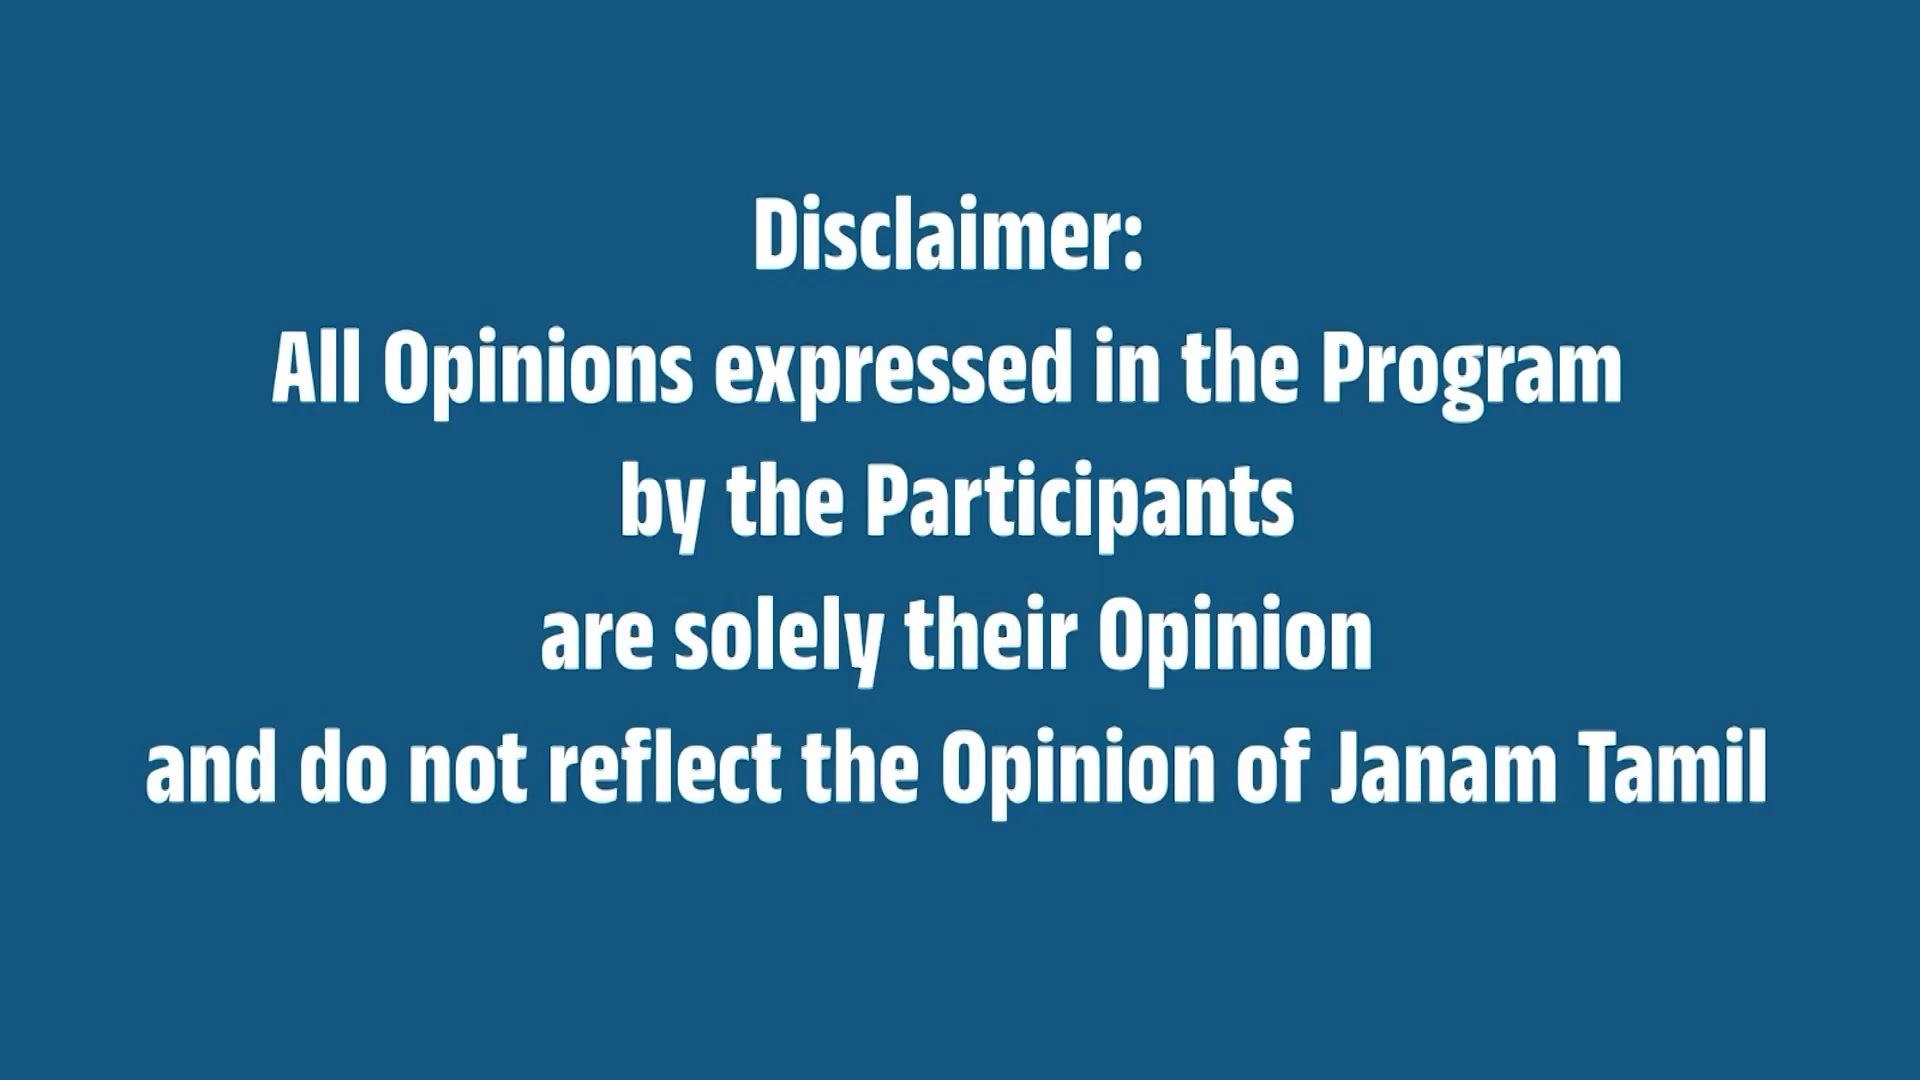 Disclaimer:
All Opinions expressed in the Program
by the Participants
are solely their Opinion
and do not reflect the Opinion of Janam Tamil